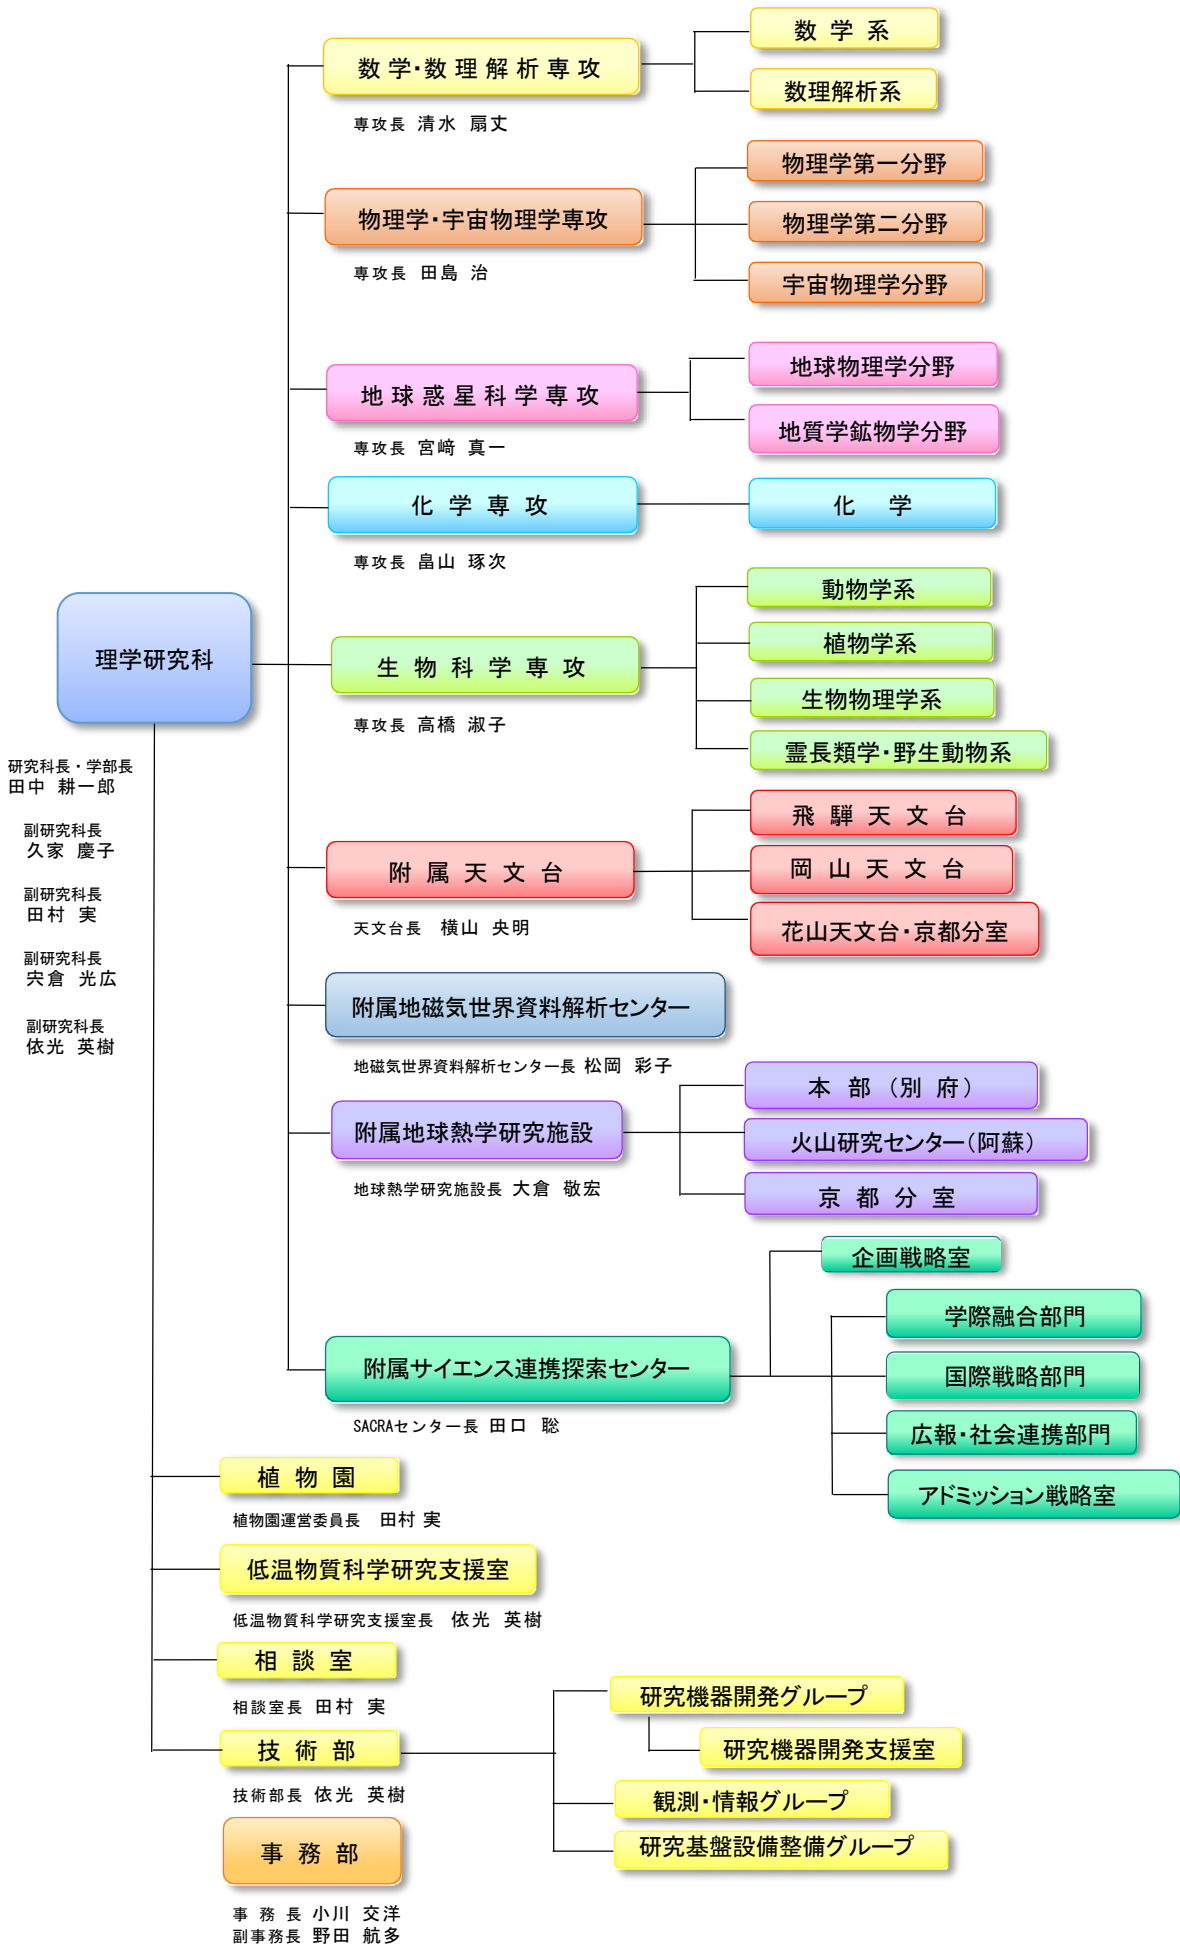 数学・数理解析専攻
専攻長 清水 扇丈
数学系
数理解析系
物理学・宇宙物理学専攻
専攻長 田島 治
物理学第一分野
物理学第二分野
宇宙物理学分野
地球惑星科学専攻
専攻長 宮﨑 真一
地球物理学分野
地質学鉱物学分野
化学専攻
専攻長 畠山 琢次
化 学
生物科学専攻
専攻長 高橋 淑子
動物学系
植物学系
生物物理学系
霊長類学・野生動物系
理学研究科
研究科長・学部長
田中 耕一郎
副研究科長
久家 慶子
副研究科長
田村 実
副研究科長
宍倉 光広
副研究科長
依光 英樹
附属天文台
天文台長 横山 央明
飛騨天文台
岡山天文台
花山天文台・京都分室
附属地磁気世界資料解析センター
地磁気世界資料解析センター長 松岡 彩子
附属地球熱学研究施設
地球熱学研究施設長 大倉 敬宏
本部（別府）
火山研究センター（阿蘇）
京都分室
附属サイエンス連携探索センター
SACRAセンター長 田口 聡
企画戦略室
学際融合部門
国際戦略部門
広報・社会連携部門
アドミッション戦略室
植物園
植物園運営委員長 田村 実
低温物質科学研究支援室
低温物質科学研究支援室長 依光 英樹
相談室
相談室長 田村 実
技術部
技術部長 依光 英樹
研究機器開発グループ
研究機器開発支援室
観測・情報グループ
研究基盤設備整備グループ
事務部
事務長 小川 交洋
副事務長 野田 航多